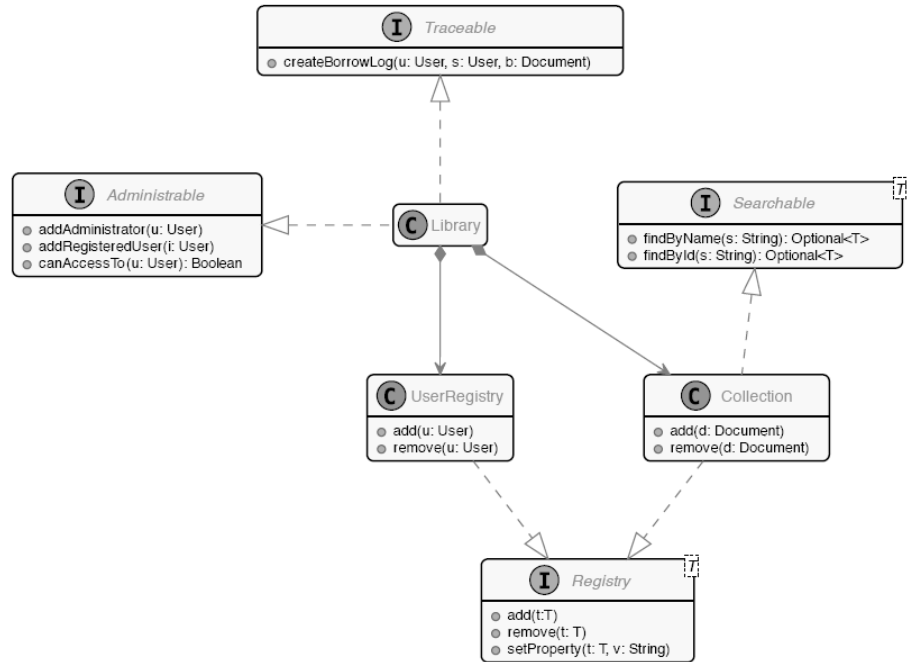 I Traceable
createBorrowLog(u: User, s: User, b: Document)
I Administrable
addAdministrator(u: User)
addRegisteredUser(i: User)
canAccessTo(u: User): Boolean
C Library
T
I Searchable
findByName(s: String): Optional<T>
findById(s: String): Optional<T>
C UserRegistry
add(u: User)
remove(u: User)
C Collection
add(d: Document)
remove(d: Document)
T
I Registry
add(t:T)
remove(t: T)
setProperty(t: T, v: String)